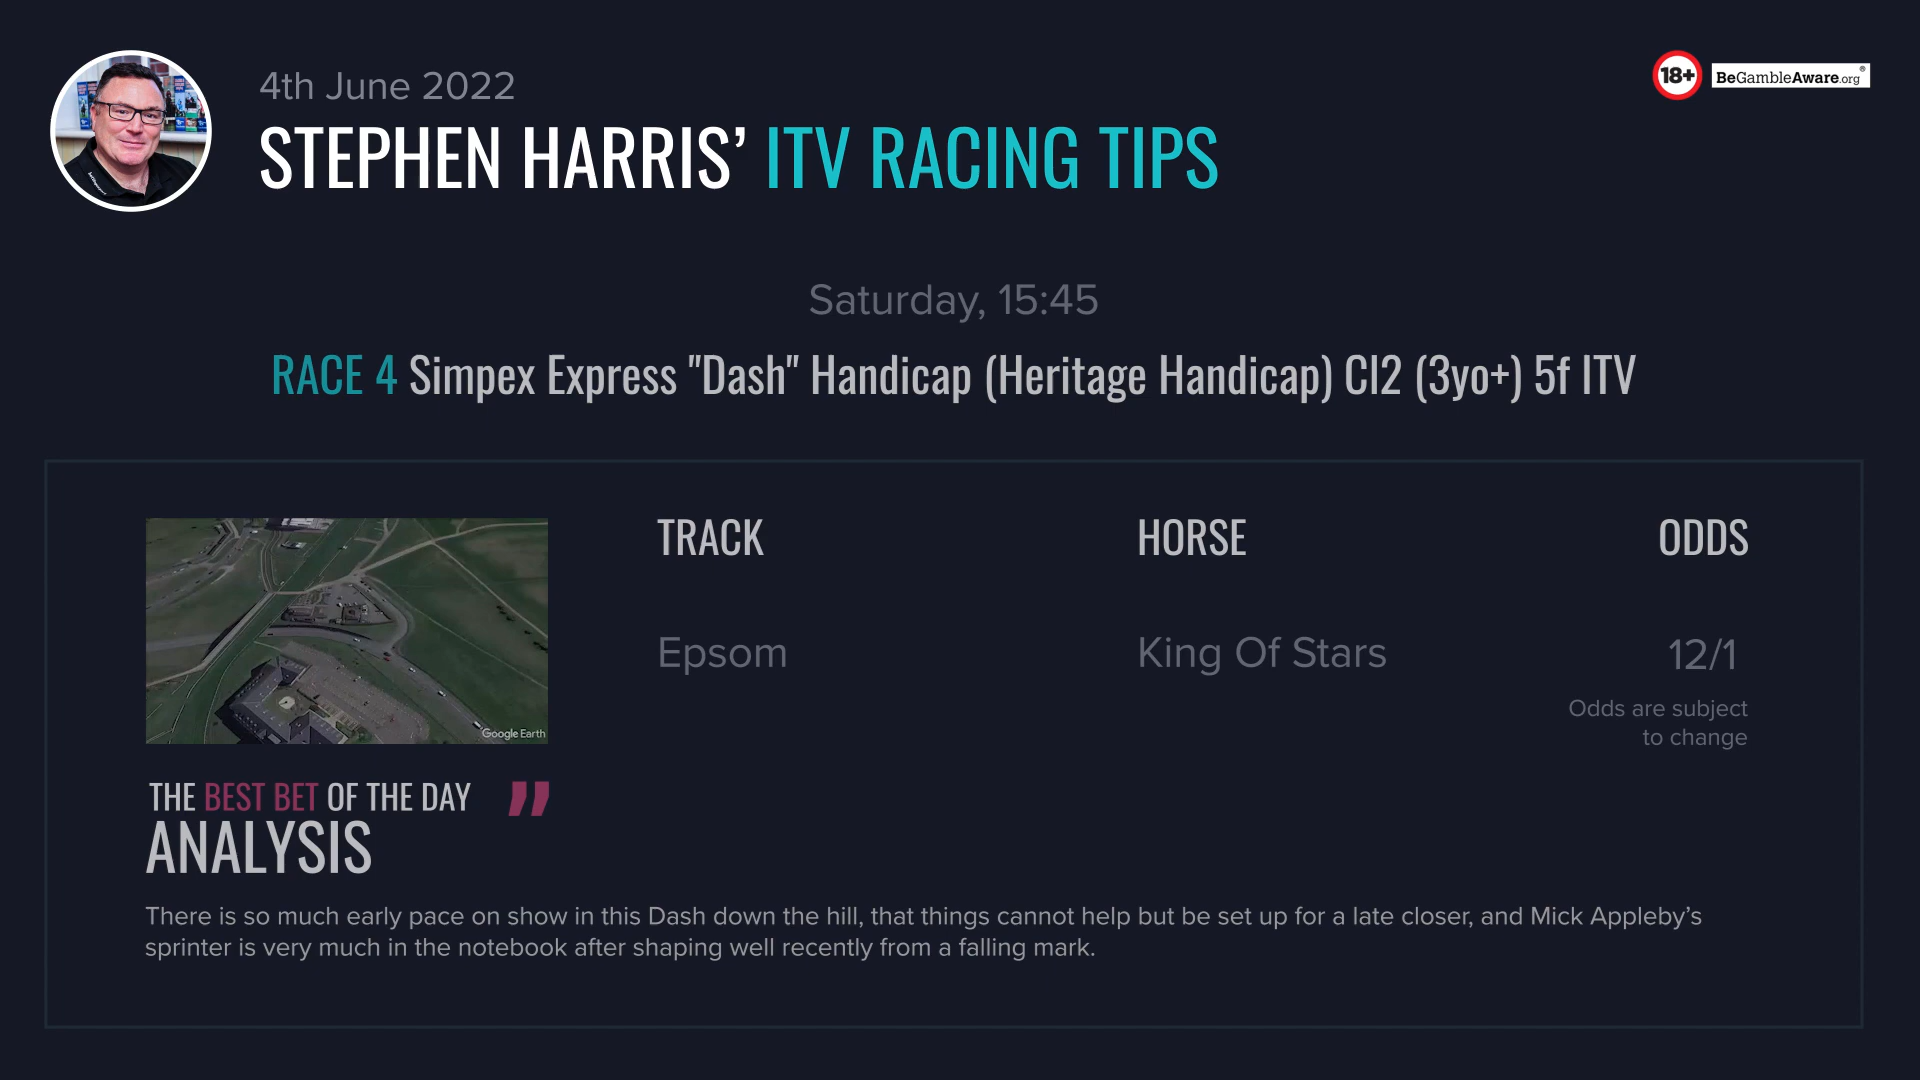 4th June 2022
STEPHEN HARRIS’ ITV RACING TIPS
18+
BeGambleAware.org®
Saturday, 15:45
RACE 4 Simpex Express "Dash" Handicap (Heritage Handicap) Cl2 (3yo+) 5f ITV
TRACK
HORSE
ODDS
Epsom
King Of Stars
12/1
Odds are subject
to change
Google Earth
THE BEST BET OF THE DAY ”
ANALYSIS
There is so much early pace on show in this Dash down the hill, that things cannot help but be set up for a late closer, and Mick Appleby’s
sprinter is very much in the notebook after shaping well recently from a falling mark.